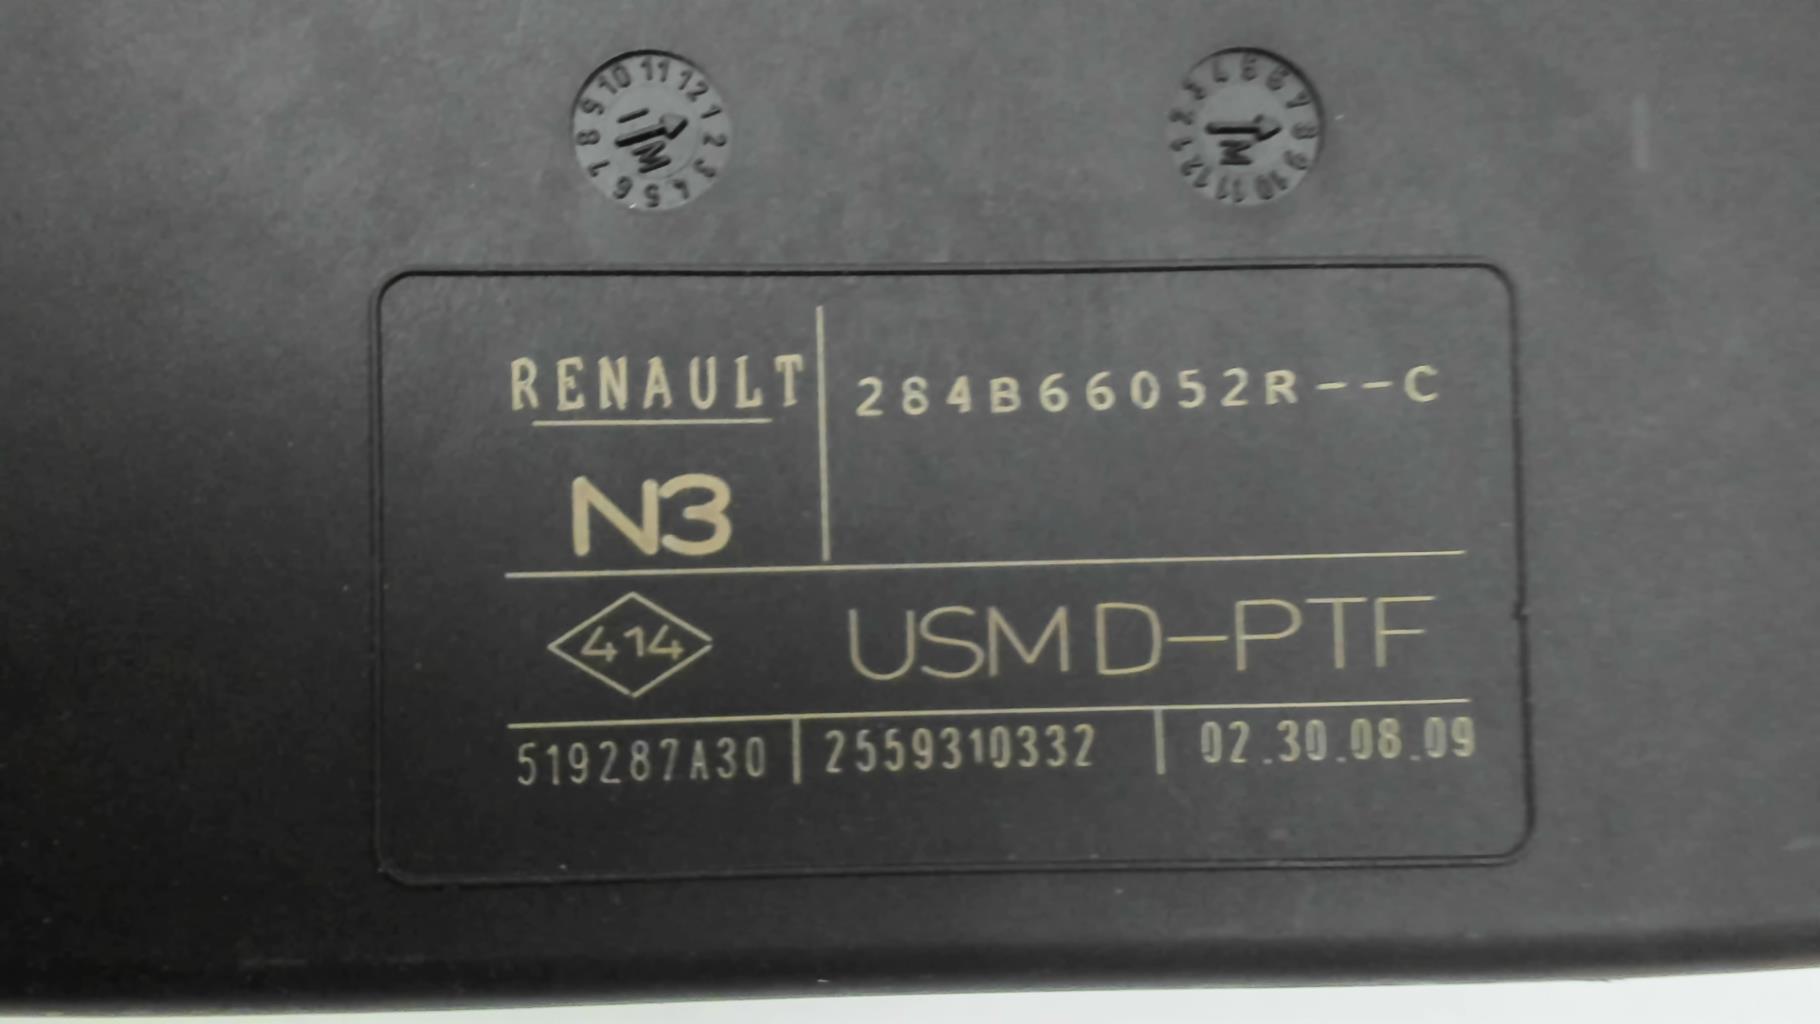 RENAULT
284B66052R--C
N3
414
USM D-PTF
519287A30
2559310332
02.30.08.09